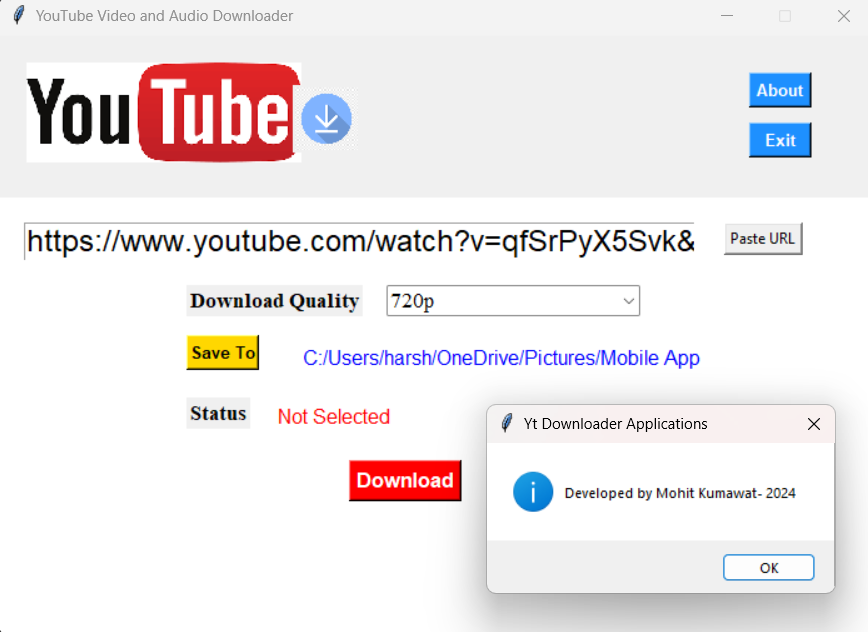 YouTube Video and Audio Downloader
YouTube
About
Exit
https://www.youtube.com/watch?v=qfSrPyX5Svk&
Paste URL
Download Quality
720p
Save To
C:/Users/harsh/OneDrive/Pictures/Mobile App
Status
Not Selected
Download
Yt Downloader Applications
Developed by Mohit Kumawat- 2024
OK